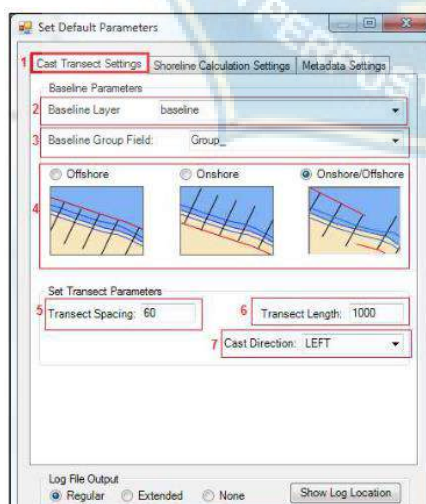 Set Default Parameters
1 Cast Transect Settings Shoreline Calculation Settings Metadata Settings
Baseline Parameters
2 Baseline Layer baseline
3 Baseline Group Field: Group_
Offshore Onshore Onshore/Offshore
4
Set Transect Parameters
5 Transect Spacing: 60 6 Transect Length: 1000
7 Cast Direction: LEFT
Log File Output
Regular Extended None Show Log Location